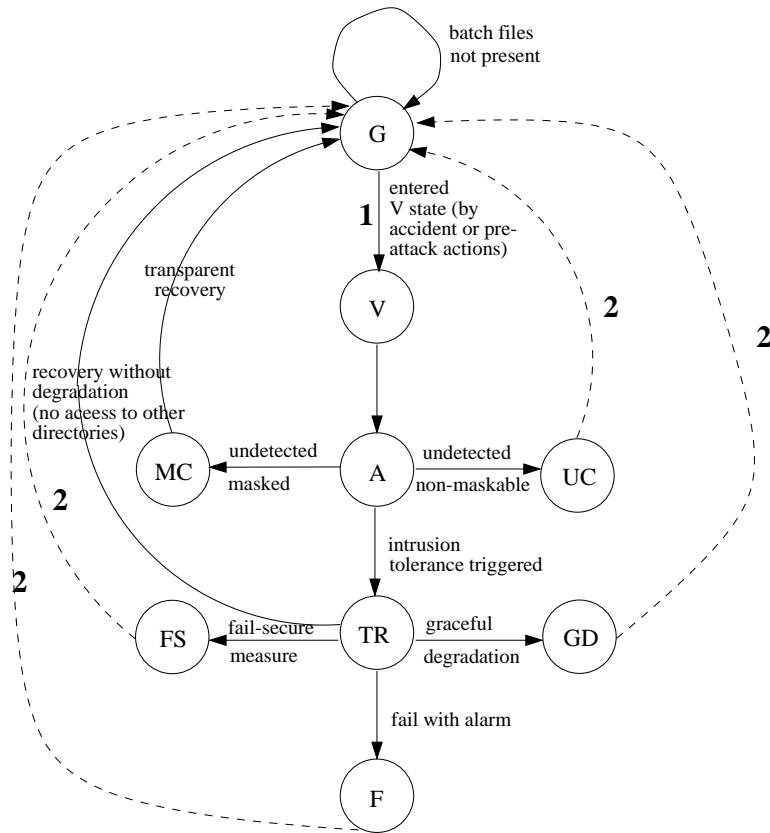 batch files
not present
G
entered
V state (by
accident or pre-
attack actions)
1
transparent
recovery
V
2
2
recovery without
degradation
(no aceess to other
directories)
undetected
masked
undetected
non-maskable
MC
A
UC
2
intrusion
tolerance triggered
2
FS
fail-secure
measure
TR
graceful
degradation
GD
fail with alarm
F